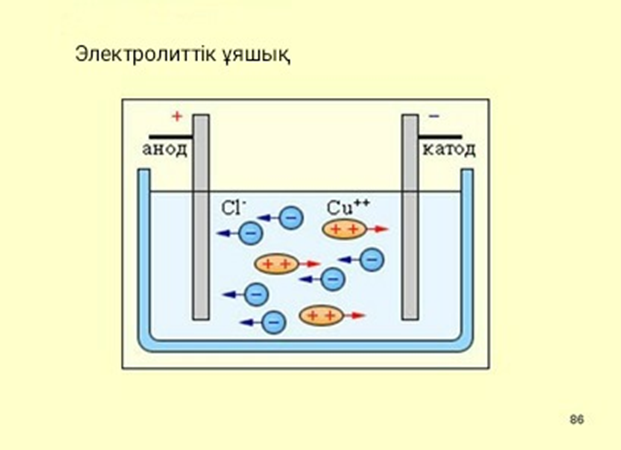 Электролиттік ұяшық
+ −
анод катод
Cl⁻ Cu⁺⁺
−
− + +
−
+ +
−
−
+ +
−
86